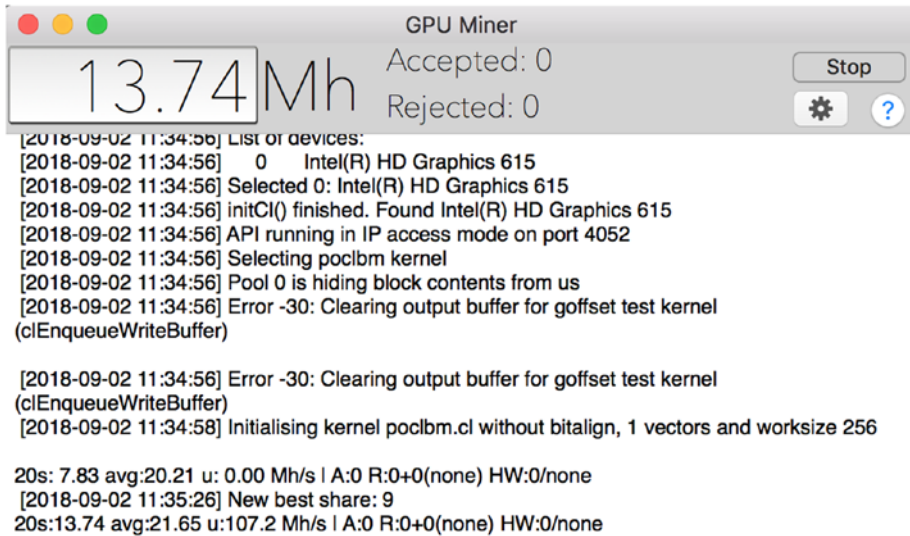 GPU Miner
13.74 Mh
Accepted: 0
Rejected: 0
Stop
?
[2018-09-02 11:34:56] List of devices:
[2018-09-02 11:34:56] 0 Intel(R) HD Graphics 615
[2018-09-02 11:34:56] Selected 0: Intel(R) HD Graphics 615
[2018-09-02 11:34:56] initCl() finished. Found Intel(R) HD Graphics 615
[2018-09-02 11:34:56] API running in IP access mode on port 4052
[2018-09-02 11:34:56] Selecting poclbm kernel
[2018-09-02 11:34:56] Pool 0 is hiding block contents from us
[2018-09-02 11:34:56] Error -30: Clearing output buffer for goffset test kernel
(clEnqueueWriteBuffer)
[2018-09-02 11:34:56] Error -30: Clearing output buffer for goffset test kernel
(clEnqueueWriteBuffer)
[2018-09-02 11:34:58] Initialising kernel poclbm.cl without bitalign, 1 vectors and worksize 256
20s: 7.83 avg:20.21 u: 0.00 Mh/s | A:0 R:0+0(none) HW:0/none
[2018-09-02 11:35:26] New best share: 9
20s:13.74 avg:21.65 u:107.2 Mh/s | A:0 R:0+0(none) HW:0/none